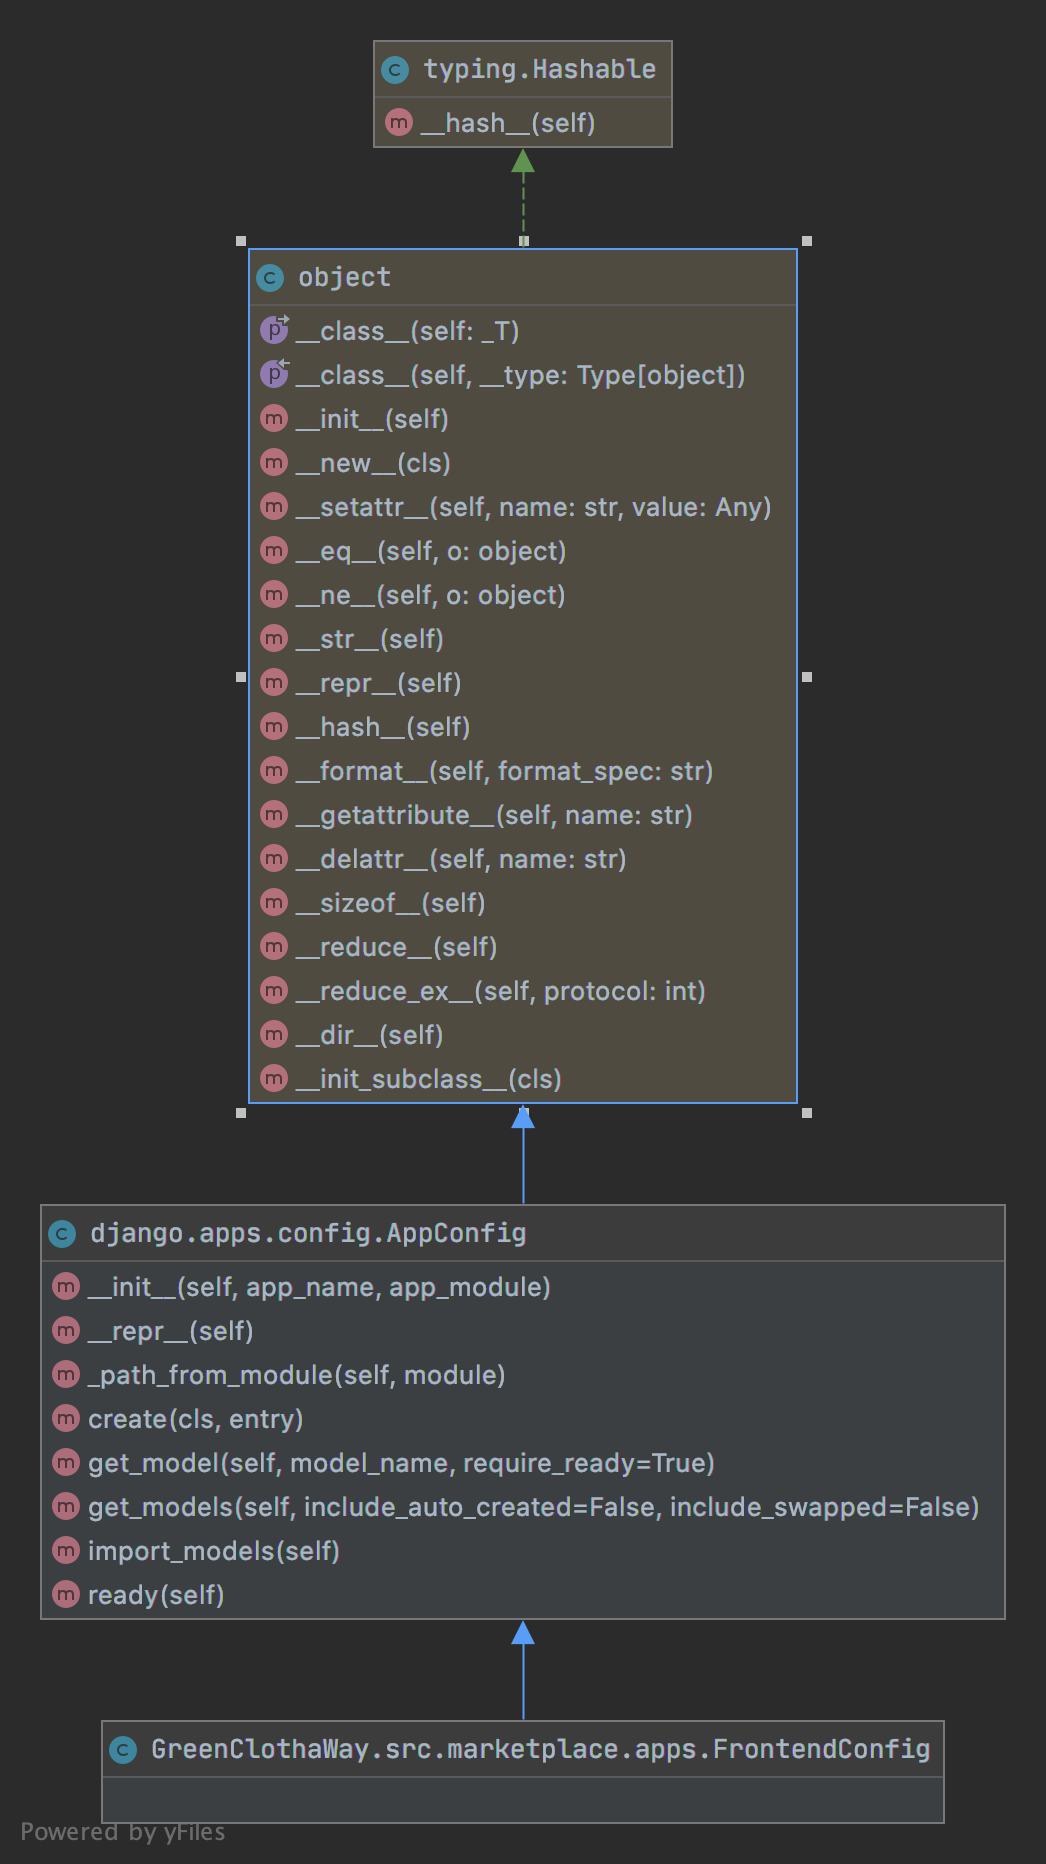 typing.Hashable
__hash__(self)
object
__class__(self: _T)
__class__(self, __type: Type[object])
__init__(self)
__new__(cls)
__setattr__(self, name: str, value: Any)
__eq__(self, o: object)
__ne__(self, o: object)
__str__(self)
__repr__(self)
__hash__(self)
__format__(self, format_spec: str)
__getattribute__(self, name: str)
__delattr__(self, name: str)
__sizeof__(self)
__reduce__(self)
__reduce_ex__(self, protocol: int)
__dir__(self)
__init_subclass__(cls)
django.apps.config.AppConfig
__init__(self, app_name, app_module)
__repr__(self)
_path_from_module(self, module)
create(cls, entry)
get_model(self, model_name, require_ready=True)
get_models(self, include_auto_created=False, include_swapped=False)
import_models(self)
ready(self)
GreenClothaWay.src.marketplace.apps.FrontendConfig
Powered by yFiles